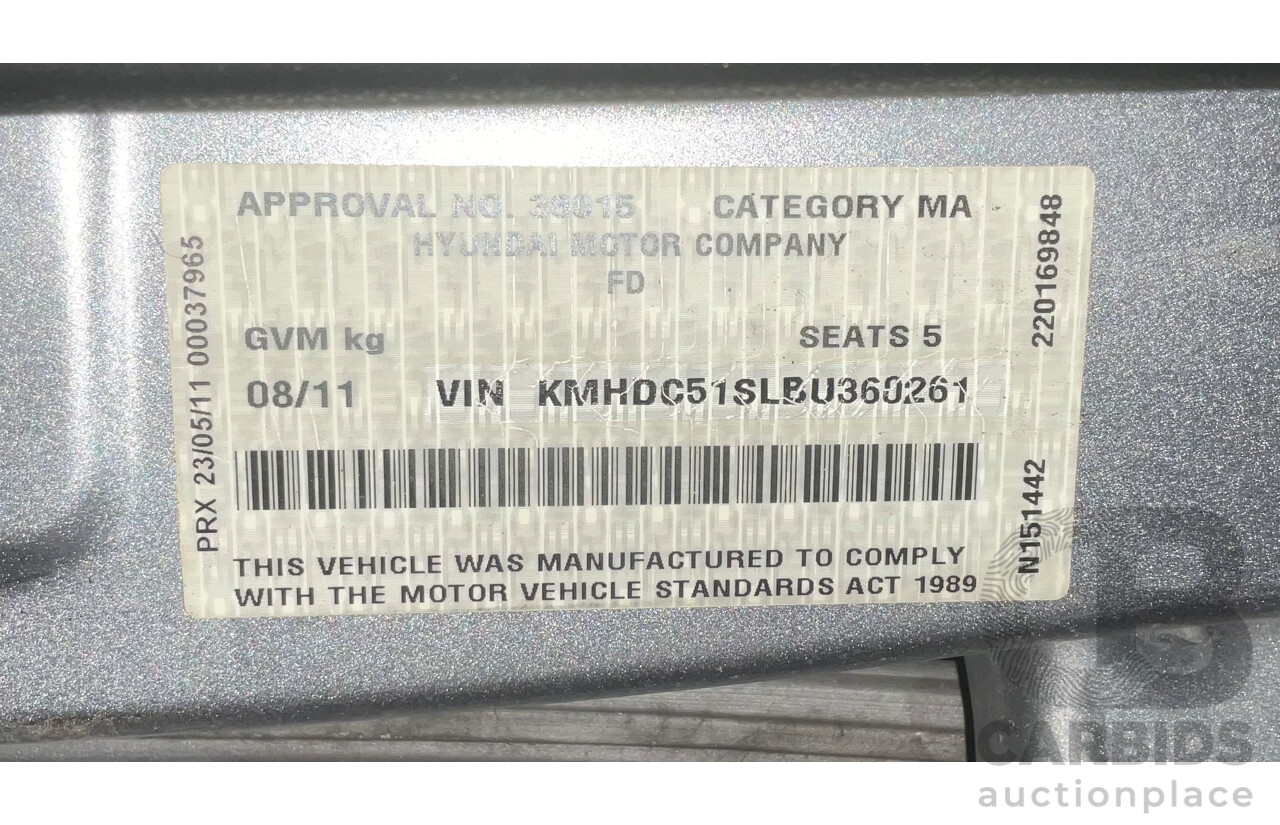 APPROVAL NO. 38815 CATEGORY MA
HYUNDAI MOTOR COMPANY
FD
GVM kg SEATS 5
08/11 VIN KMHDC51SLBU360261
THIS VEHICLE WAS MANUFACTURED TO COMPLY
WITH THE MOTOR VEHICLE STANDARDS ACT 1989
PRX 23/05/11 00037965
220169848
N151442
CARBIDS
auctionplace